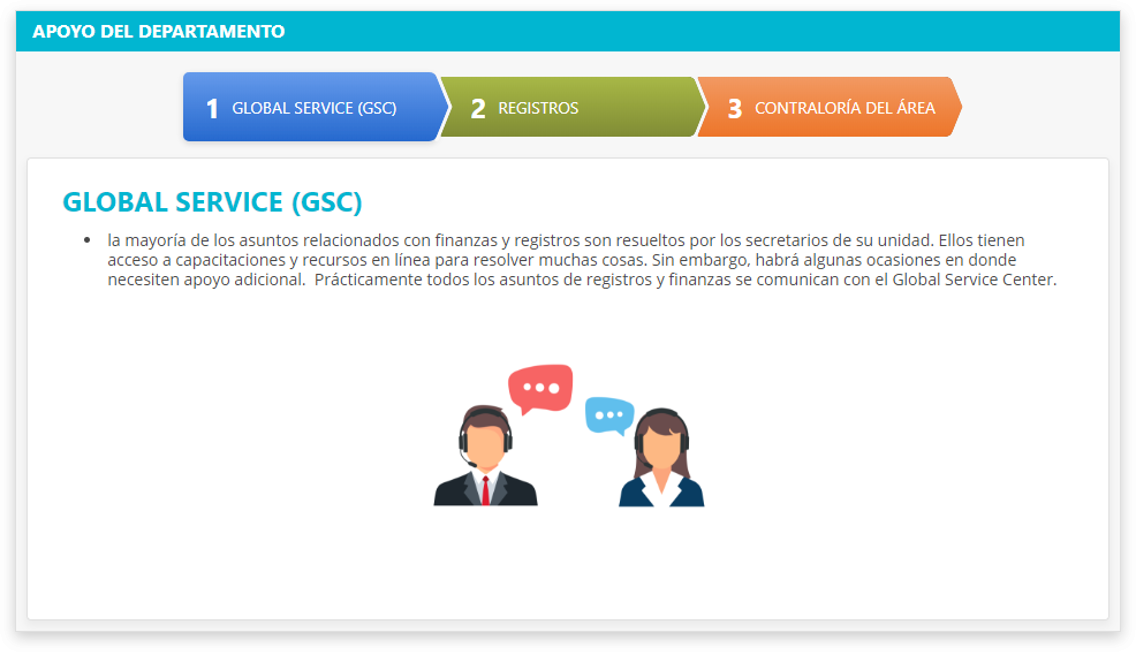 APOYO DEL DEPARTAMENTO
1 GLOBAL SERVICE (GSC)
2 REGISTROS
3 CONTRALORÍA DEL ÁREA
GLOBAL SERVICE (GSC)
• la mayoría de los asuntos relacionados con finanzas y registros son resueltos por los secretarios de su unidad. Ellos tienen
acceso a capacitaciones y recursos en línea para resolver muchas cosas. Sin embargo, habrá algunas ocasiones en donde
necesiten apoyo adicional.  Prácticamente todos los asuntos de registros y finanzas se comunican con el Global Service Center.